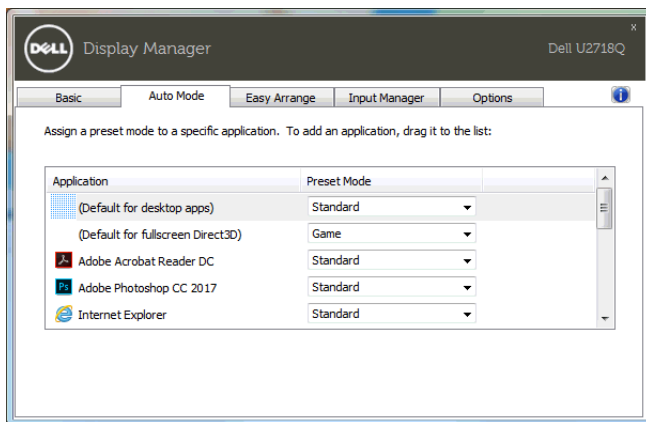 x
DELL Display Manager Dell U2718Q
Basic Auto Mode Easy Arrange Input Manager Options i
Assign a preset mode to a specific application. To add an application, drag it to the list:
Application Preset Mode
(Default for desktop apps) Standard
(Default for fullscreen Direct3D) Game
Adobe Acrobat Reader DC Standard
Ps Adobe Photoshop CC 2017 Standard
Internet Explorer Standard